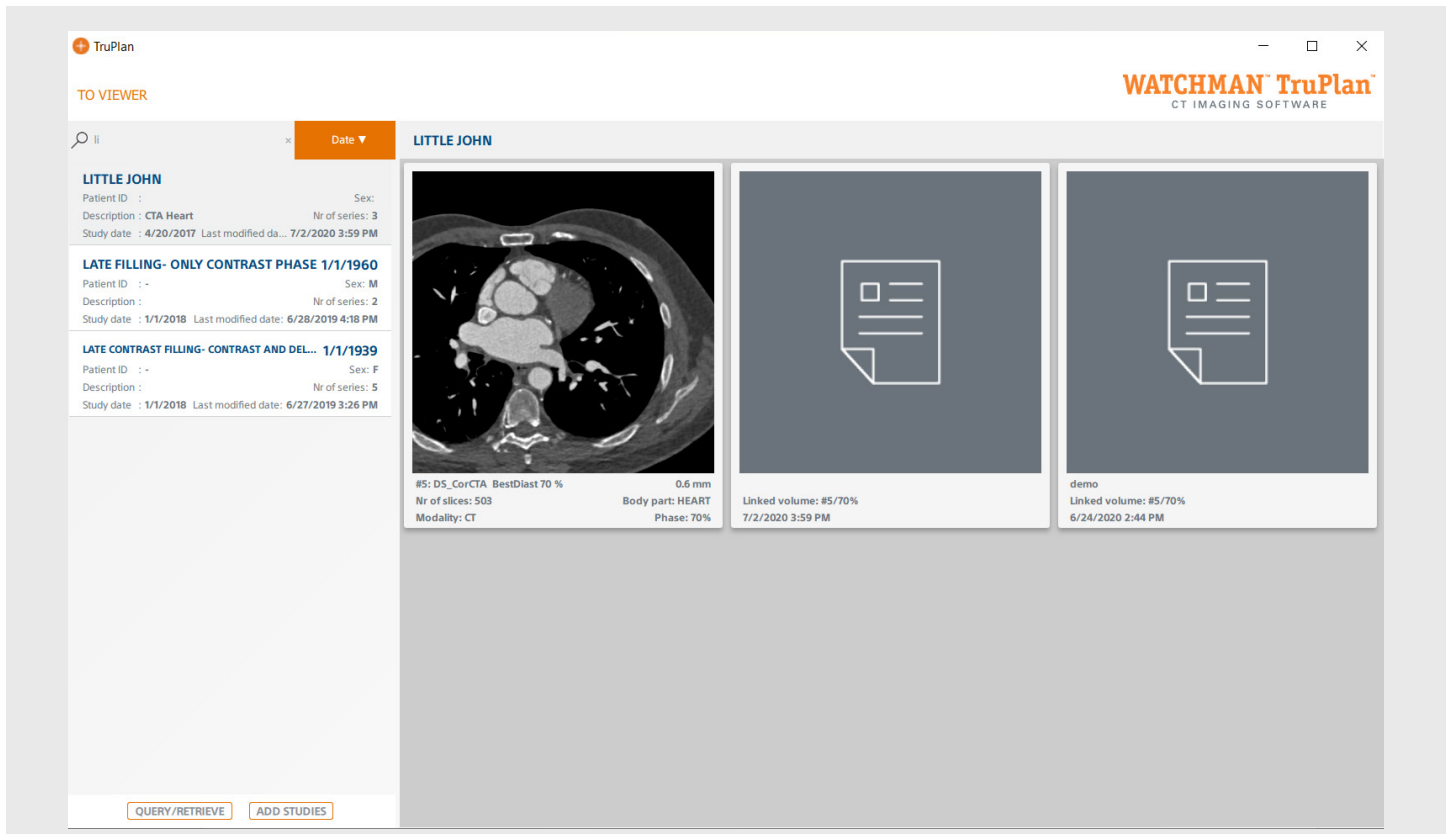 TruPlan
TO VIEWER
WATCHMAN™ TruPlan™
CT IMAGING SOFTWARE
li × Date ▼
LITTLE JOHN
LITTLE JOHN
Patient ID : Sex:
Description : CTA Heart Nr of series: 3
Study date : 4/20/2017 Last modified da... 7/2/2020 3:59 PM
LATE FILLING- ONLY CONTRAST PHASE 1/1/1960
Patient ID : - Sex: M
Description : Nr of series: 2
Study date : 1/1/2018 Last modified date: 6/28/2019 4:18 PM
LATE CONTRAST FILLING- CONTRAST AND DEL... 1/1/1939
Patient ID : - Sex: F
Description : Nr of series: 5
Study date : 1/1/2018 Last modified date: 6/27/2019 3:26 PM
QUERY/RETRIEVE ADD STUDIES
#5: DS_CorCTA BestDiast 70 % 0.6 mm
Nr of slices: 503 Body part: HEART
Modality: CT Phase: 70%
Linked volume: #5/70%
7/2/2020 3:59 PM
demo
Linked volume: #5/70%
6/24/2020 2:44 PM